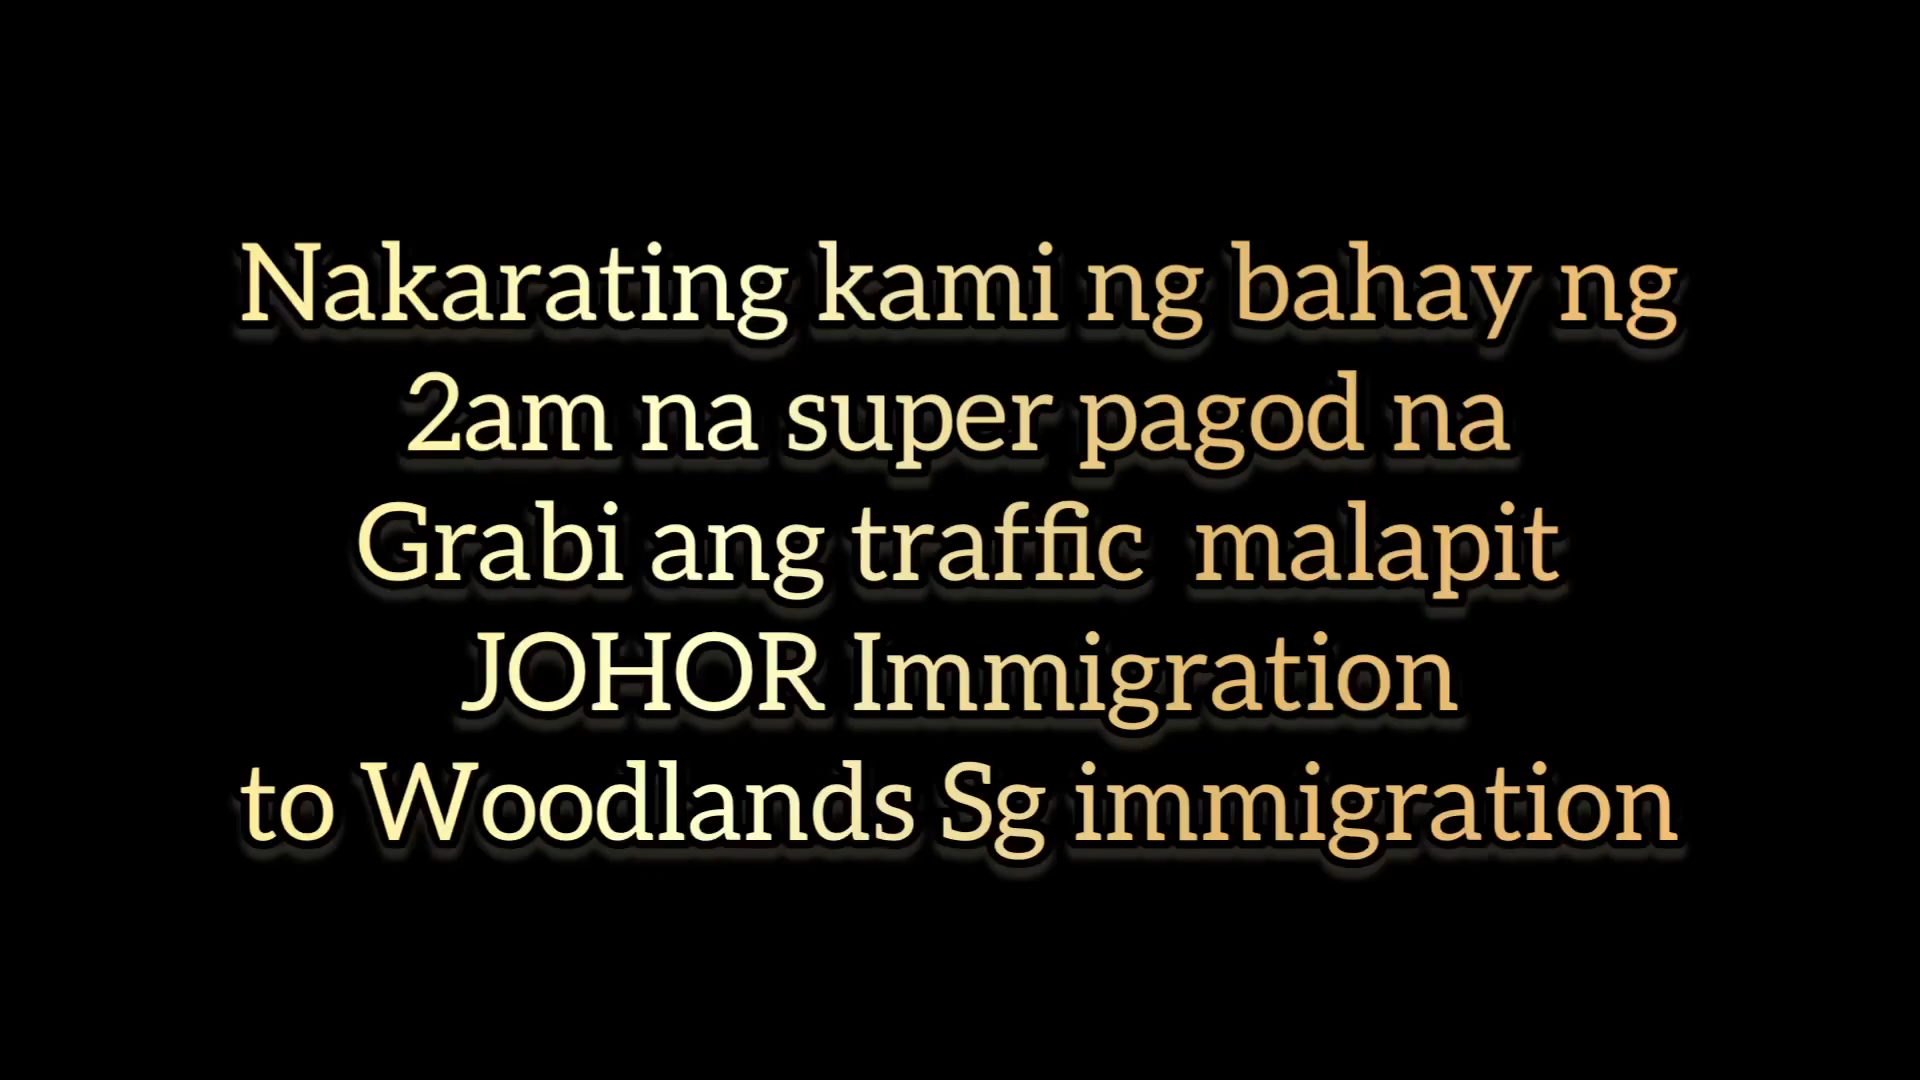 Nakarating kami ng bahay ng
2am na super pagod na
Grabi ang traffic  malapit
JOHOR Immigration
to Woodlands Sg immigration